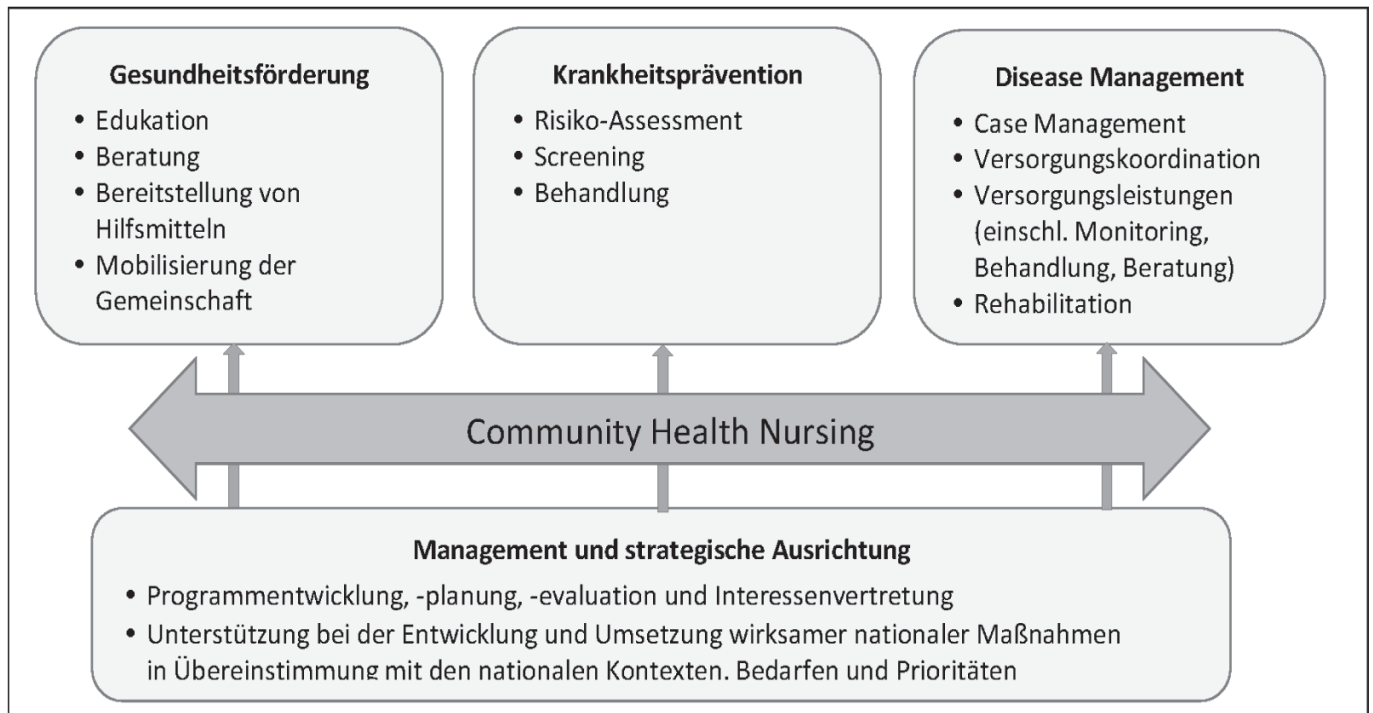 Gesundheitsförderung
• Edukation
• Beratung
• Bereitstellung von
Hilfsmitteln
• Mobilisierung der
Gemeinschaft
Krankheitsprävention
• Risiko-Assessment
• Screening
• Behandlung
Disease Management
• Case Management
• Versorgungskoordination
• Versorgungsleistungen
(einschl. Monitoring,
Behandlung, Beratung)
• Rehabilitation
Community Health Nursing
Management und strategische Ausrichtung
• Programmentwicklung, -planung, -evaluation und Interessenvertretung
• Unterstützung bei der Entwicklung und Umsetzung wirksamer nationaler Maßnahmen
in Übereinstimmung mit den nationalen Kontexten. Bedarfen und Prioritäten